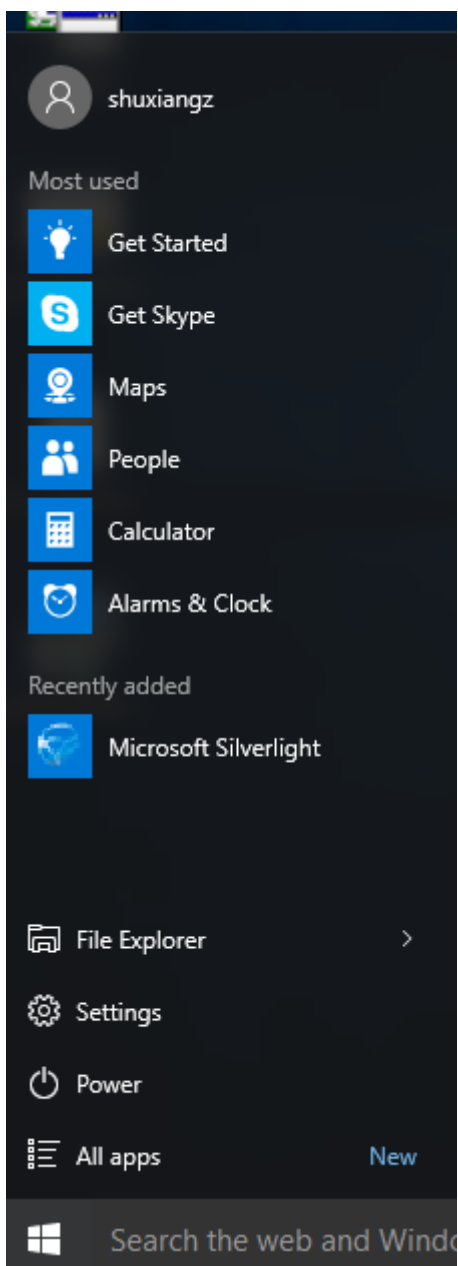 shuxiangz
Most used
Get Started
Get Skype
Maps
People
Calculator
Alarms & Clock
Recently added
Microsoft Silverlight
File Explorer
Settings
Power
All apps New
Search the web and Windo